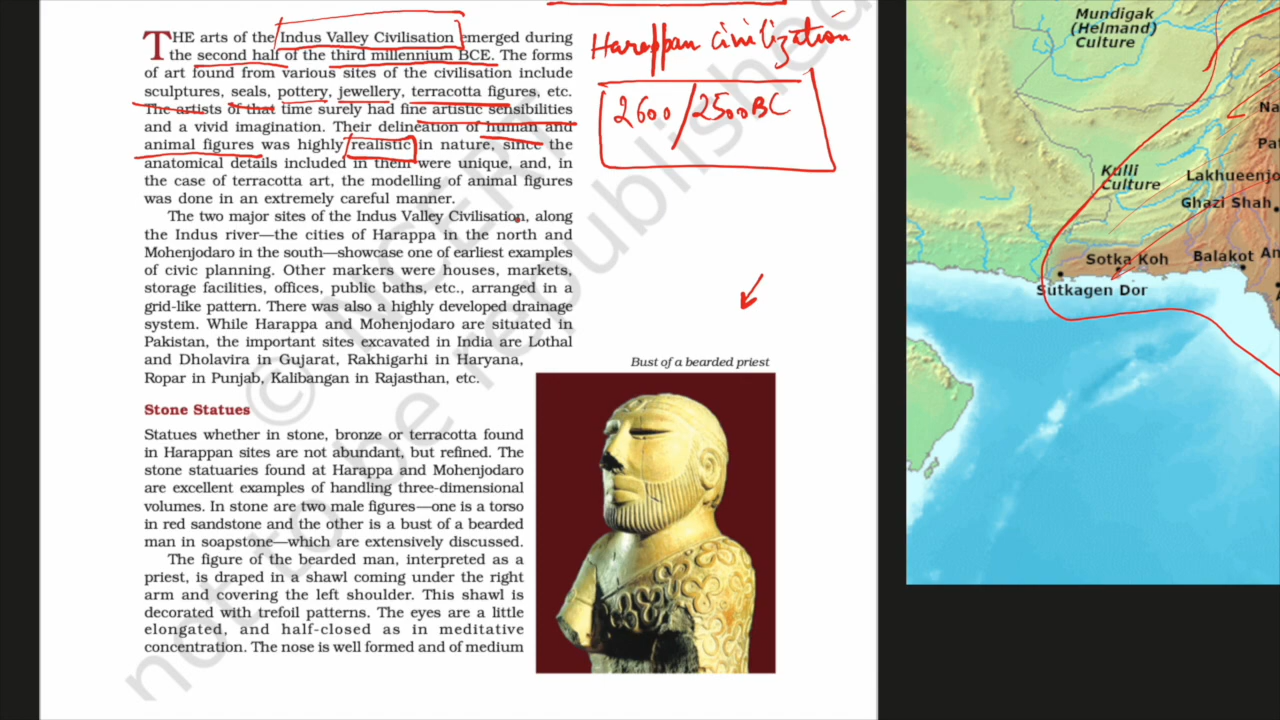 THE arts of the Indus Valley Civilisation emerged during
the second half of the third millennium BCE. The forms
of art found from various sites of the civilisation include
sculptures, seals, pottery, jewellery, terracotta figures, etc.
The artists of that time surely had fine artistic sensibilities
and a vivid imagination. Their delineation of human and
animal figures was highly realistic in nature, since the
anatomical details included in them were unique, and, in
the case of terracotta art, the modelling of animal figures
was done in an extremely careful manner.
The two major sites of the Indus Valley Civilisation, along
the Indus river—the cities of Harappa in the north and
Mohenjodaro in the south—showcase one of earliest examples
of civic planning. Other markers were houses, markets,
storage facilities, offices, public baths, etc., arranged in a
grid-like pattern. There was also a highly developed drainage
system. While Harappa and Mohenjodaro are situated in
Pakistan, the important sites excavated in India are Lothal
and Dholavira in Gujarat, Rakhigarhi in Haryana,
Ropar in Punjab, Kalibangan in Rajasthan, etc.
Stone Statues
Statues whether in stone, bronze or terracotta found
in Harappan sites are not abundant, but refined. The
stone statuaries found at Harappa and Mohenjodaro
are excellent examples of handling three-dimensional
volumes. In stone are two male figures—one is a torso
in red sandstone and the other is a bust of a bearded
man in soapstone—which are extensively discussed.
The figure of the bearded man, interpreted as a
priest, is draped in a shawl coming under the right
arm and covering the left shoulder. This shawl is
decorated with trefoil patterns. The eyes are a little
elongated, and half-closed as in meditative
concentration. The nose is well formed and of medium
Harappan civilization
2600/2500BC
Bust of a bearded priest
© NCERT
not to be republished
Mundigak
(Helmand)
Culture
Kulli
Culture
Na
Pat
Lakhueenjo
Ghazi Shah
Sotka Koh
Balakot
Am
Sutkagen Dor